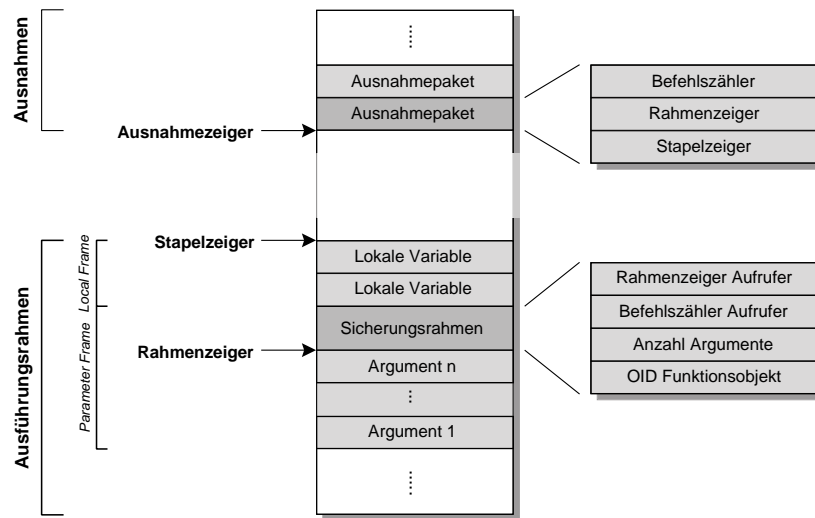 Ausnahmen
Ausnahmepaket
Ausnahmepaket
Ausnahmezeiger
Befehlszähler
Rahmenzeiger
Stapelzeiger
Ausführungsrahmen
Parameter Frame
Local Frame
Stapelzeiger
Lokale Variable
Lokale Variable
Sicherungsrahmen
Rahmenzeiger
Argument n
Argument 1
Rahmenzeiger Aufrufer
Befehlszähler Aufrufer
Anzahl Argumente
OID Funktionsobjekt